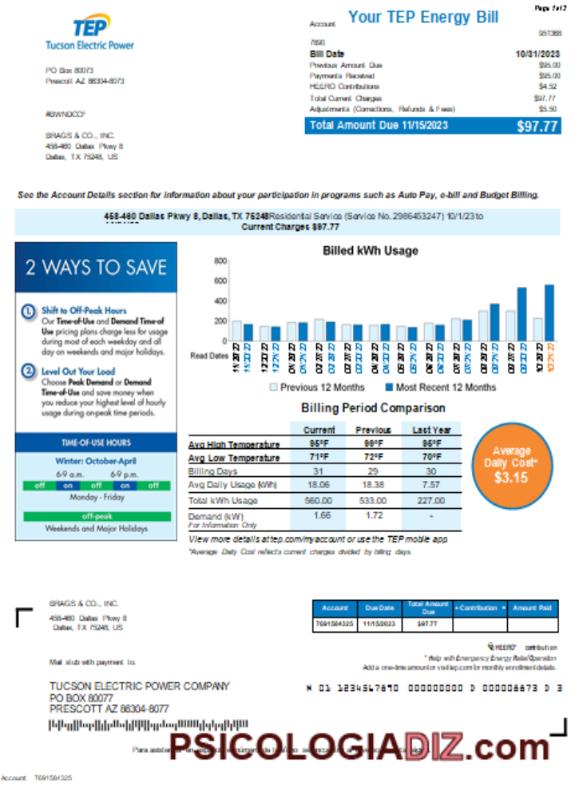 Page 1 of 2
TEP
Tucson Electric Power
Your TEP Energy Bill
Account 951368
7690
Bill Date 10/31/2023
Previous Amount Due $95.00
Payments Received $95.00
HEERO Contributions $4.52
Total Current Charges $97.77
Adjustments (Corrections, Refunds & Fees) $5.50
Total Amount Due 11/15/2023 $97.77
PO Box 80073
Prescott AZ 86304-8073
BRAGS & CO., INC.
458-460 Dallas Pkwy 8
Dallas, TX 75248, US
See the Account Details section for information about your participation in programs such as Auto Pay, e-bill and Budget Billing.
458-460 Dallas Pkwy 8, Dallas, TX 75248 Residential Service (Service No. 2986453247) 10/1/23 to
Current Charges $97.77
2 WAYS TO SAVE
1 Shift to Off-Peak Hours
Our Time-of-Use and Demand Time-of
Use pricing plans charge less for usage
during most of each weekday and all
day on weekends and major holidays.
2 Level Out Your Load
Choose Peak Demand or Demand
Time-of-Use and save money when
you reduce your highest level of hourly
usage during on-peak time periods.
TIME-OF-USE HOURS
Winter: October-April
6-9 a.m. 6-9 p.m.
off on off on off
Monday - Friday
off-peak
Weekends and Major Holidays
Billed kWh Usage
800
600
400
200
0
Read Dates
Previous 12 Months Most Recent 12 Months
Billing Period Comparison
Current Previous Last Year
Avg High Temperature 95°F 98°F 95°F
Avg Low Temperature 71°F 72°F 70°F
Billing Days 31 29 30
Avg Daily Usage (kWh) 18.06 18.38 7.57
Total kWh Usage 560.00 533.00 227.00
Demand (kW) 1.66 1.72 -
For Information Only
View more details at tep.com/myaccount or use the TEP mobile app
*Average Daily Cost reflects current charges divided by billing days.
Average
Daily Cost*
$3.15
BRAGS & CO., INC.
458-460 Dallas Pkwy 8
Dallas, TX 75248, US
Mail stub with payment to:
TUCSON ELECTRIC POWER COMPANY
PO BOX 80077
PRESCOTT AZ 86304-8077
Account Due Date Total Amount Due + Contribution = Amount Paid
7691584325 11/15/2023 $97.77
HEERO* contribution
* Help with Emergency Energy Relief Operation
Add a one-time amount or visit tep.com for monthly enrollment details.
Para asistencia en español
PSICOLOGIADIZ.com
Account: 7691584325